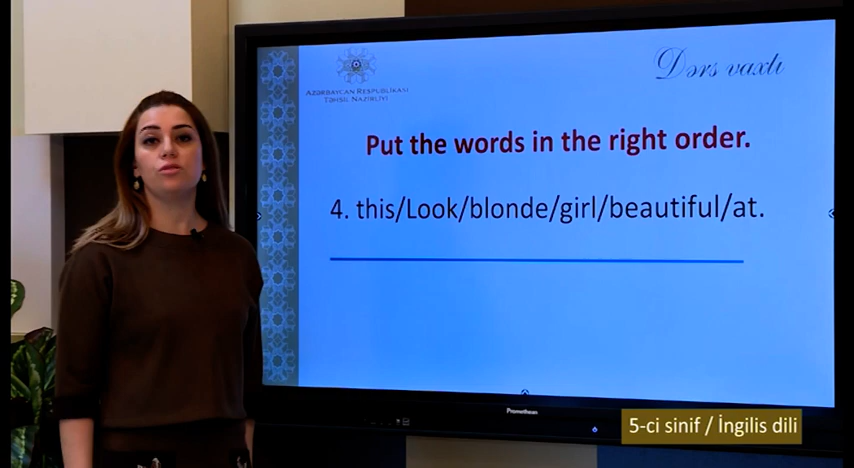 AZƏRBAYCAN RESPUBLİKASI
TƏHSİL NAZİRLİYİ
Dərs vaxtı
Put the words in the right order.
4. this/Look/blonde/girl/beautiful/at.
Promethean
5-ci sinif / İngilis dili